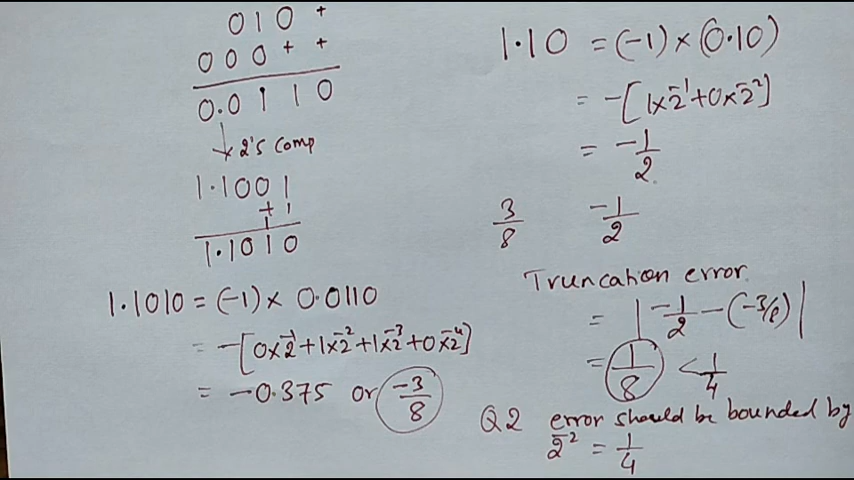 010 +
000 + +
0.0110
↓ 2's comp
1.1001
+ 1
1.1010
1.1010 = (-1) × 0.0110
= -[0×2⁻¹+1×2⁻²+1×2⁻³+0×2⁻⁴]
= -0.375 or -3/8
1.10 = (-1) × (0.10)
= -[1×2⁻¹+0×2⁻²]
= -1/2
3/8 -1/2
Truncation error
= |-1/2 - (-3/8)|
= 1/8 < 1/4
Q2 error should be bounded by
2⁻² = 1/4